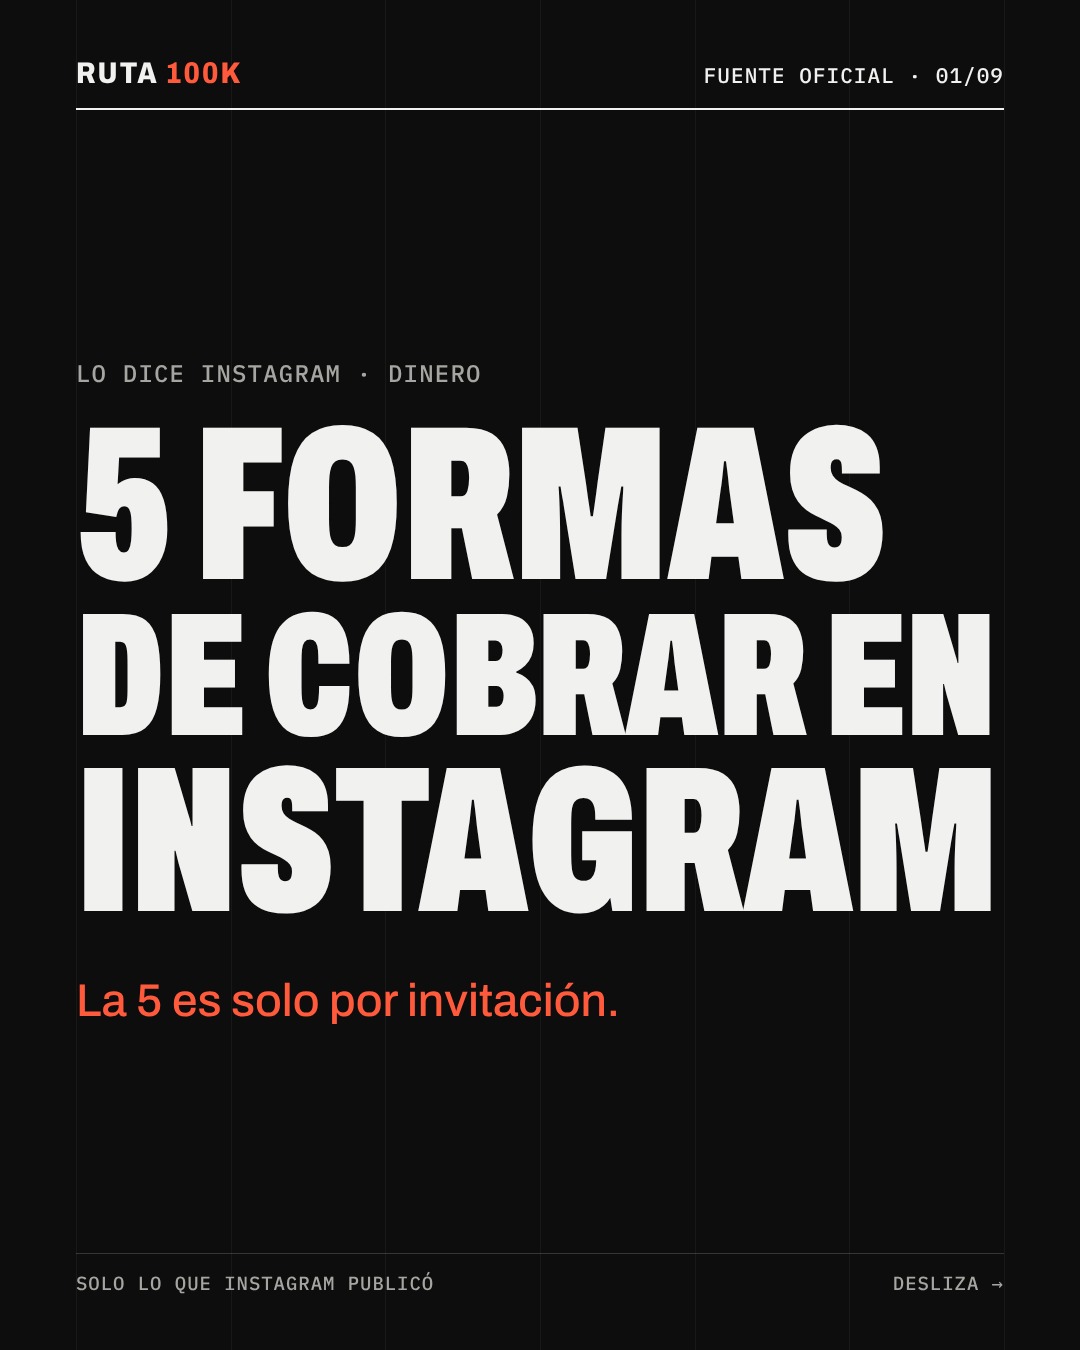 RUTA 100K
FUENTE OFICIAL · 01/09
LO DICE INSTAGRAM · DINERO
5 FORMAS
DE COBRAR EN
INSTAGRAM
La 5 es solo por invitación.
SOLO LO QUE INSTAGRAM PUBLICÓ
DESLIZA →